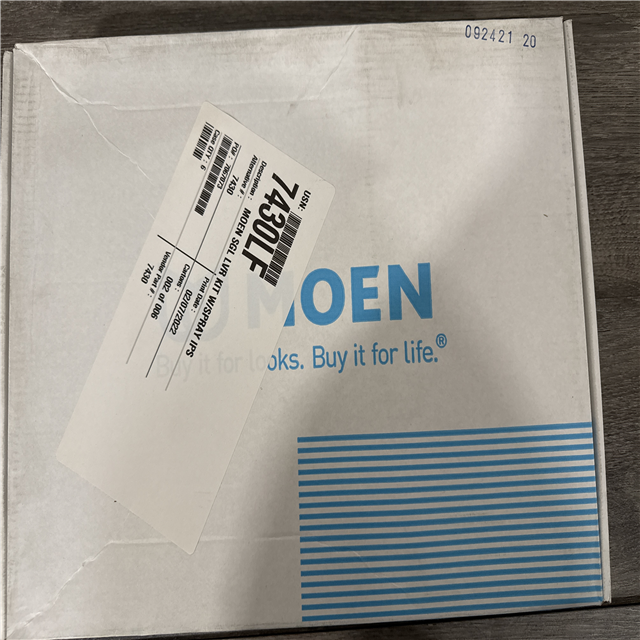 092421 20
USN:
7430LF
Description : MOEN SGL LVR KIT W/SPRAY IPS
Alternative # : 7430
Print Date : 02/07/2022
Cartons : 002 of 006
Case QTY : 6
Vendor Part # : 7430
MOEN
Buy it for looks. Buy it for life.®